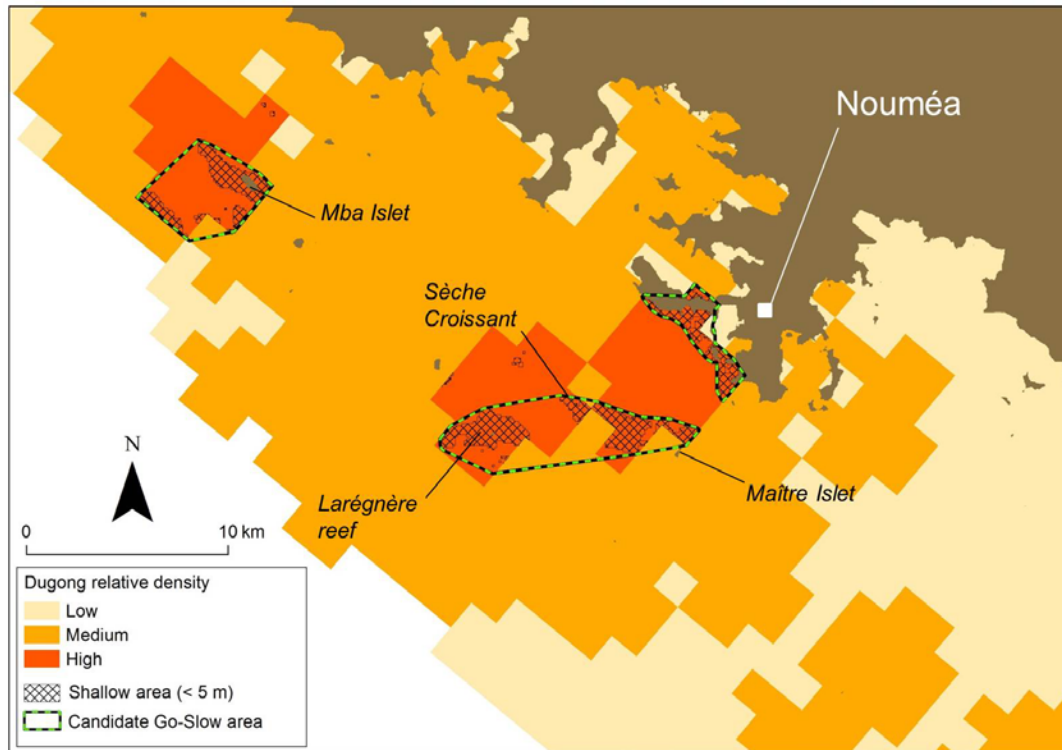 Nouméa
Mba Islet
Sèche
Croissant
Larégnère
reef
Maître Islet
N
0 10 km
Dugong relative density
Low
Medium
High
Shallow area (< 5 m)
Candidate Go-Slow area